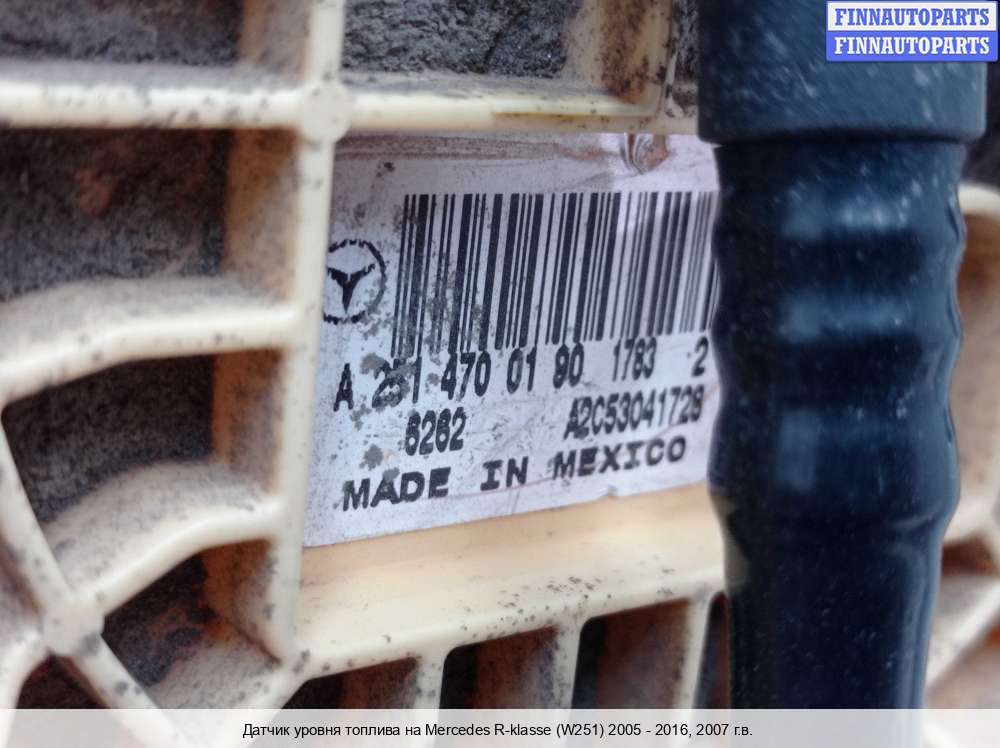 FINNAUTOPARTS
FINNAUTOPARTS
A 251 470 01 90 1783 2
6262 A2C53041728
MADE IN MEXICO
Датчик уровня топлива на Mercedes R-klasse (W251) 2005 - 2016, 2007 г.в.